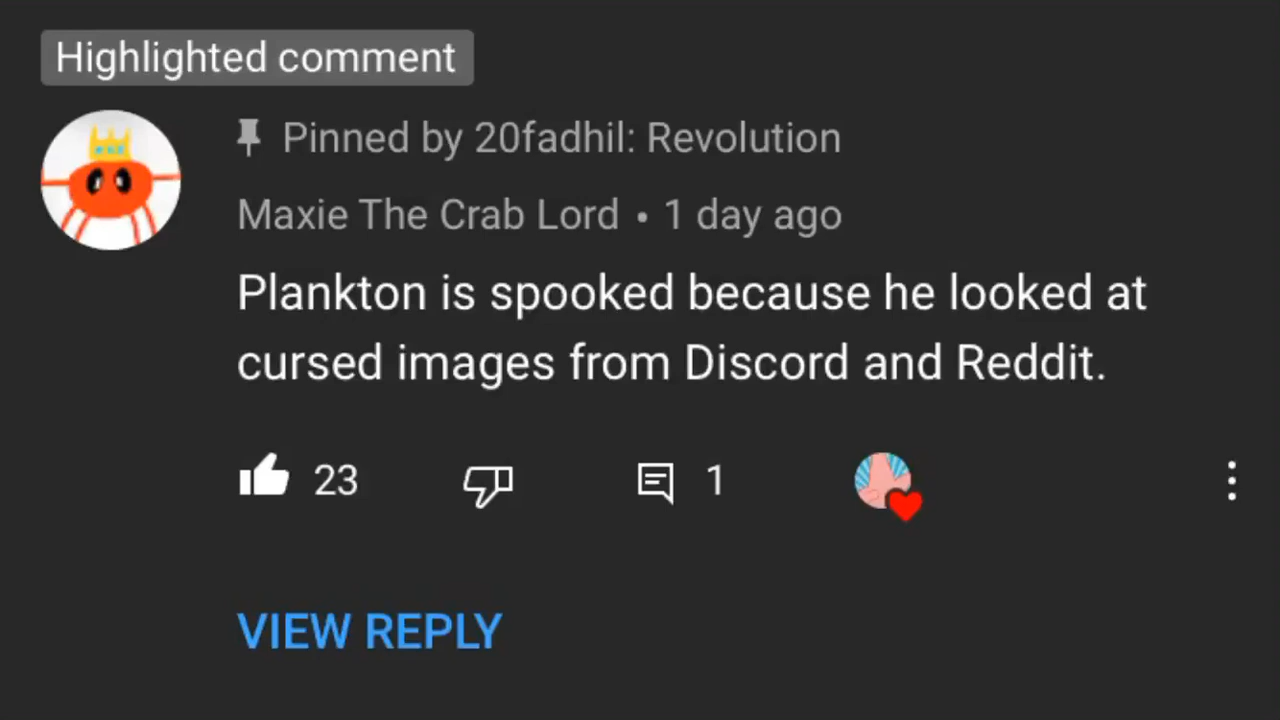 Highlighted comment
Pinned by 20fadhil: Revolution
Maxie The Crab Lord • 1 day ago
Plankton is spooked because he looked at
cursed images from Discord and Reddit.
23 1
VIEW REPLY